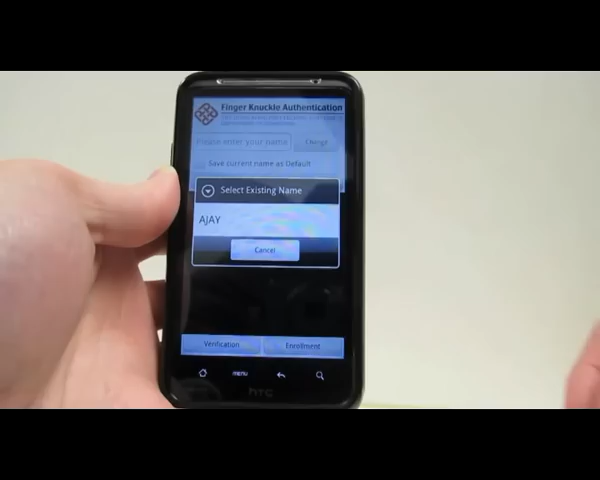 Finger Knuckle Authentication
Please enter your name
Change
Save current name as Default
Select Existing Name
AJAY
Cancel
Verification
Enrollment
menu
hTC